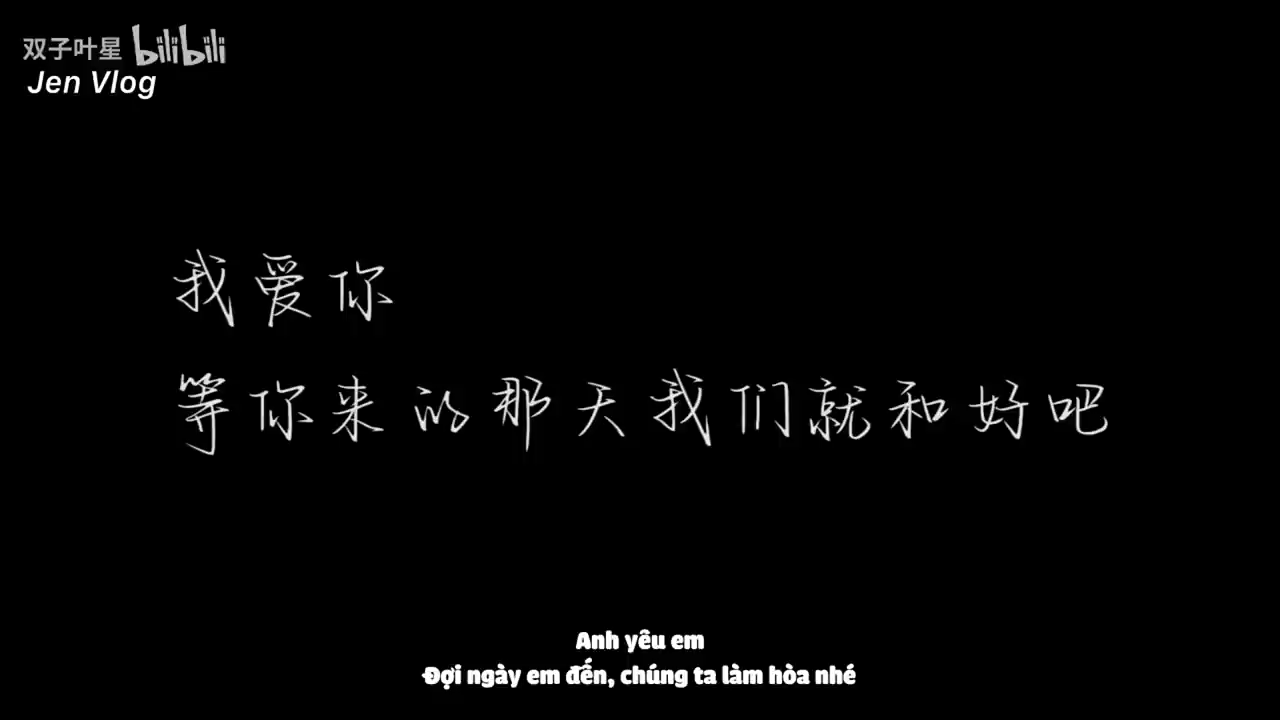 双子叶星 bilibili
Jen Vlog
我爱你
等你来的那天我们就和好吧
Anh yêu em
Đợi ngày em đến, chúng ta làm hòa nhé